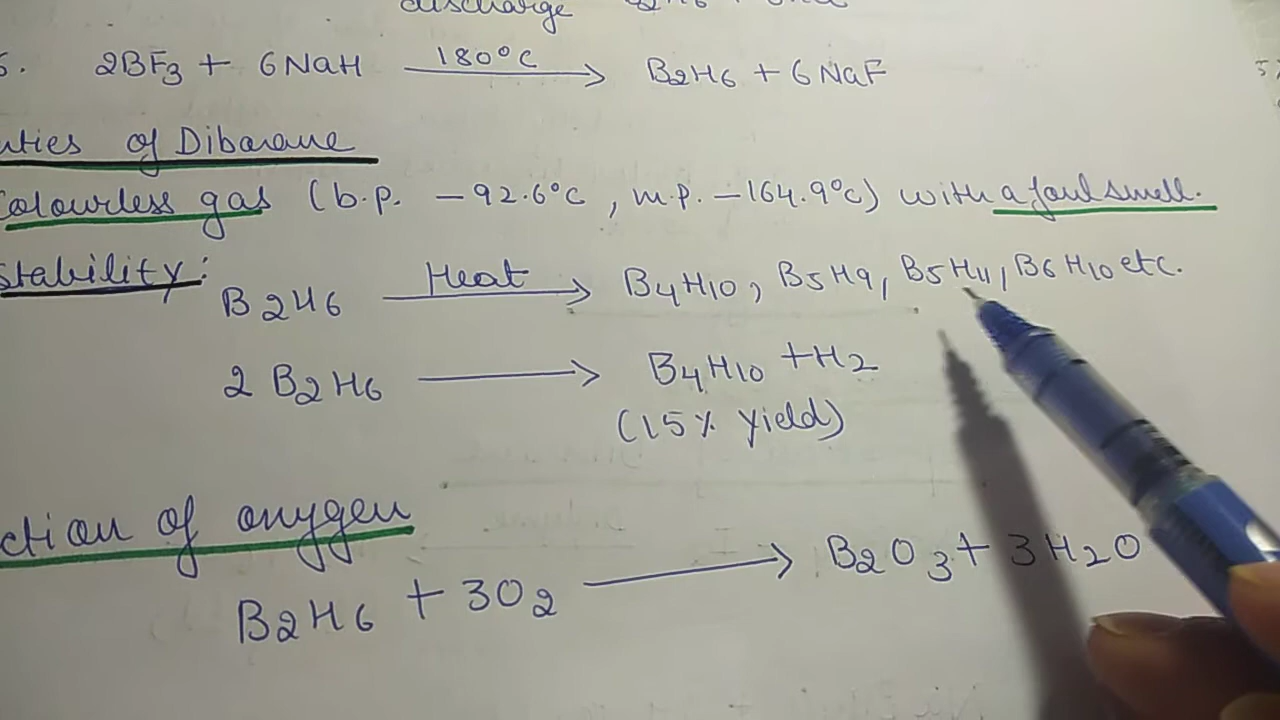 discharge
6. 2BF3 + 6NaH 180°C → B2H6 + 6NaF
uties of Diborane
Colourless gas (b.p. -92.6°C, m.p. -164.9°C) with a foul smell.
Stability: B2H6 Heat → B4H10, B5H9, B5H11, B6H10 etc.
2 B2H6 → B4H10 + H2
(15% Yield)
ction of oxygen
B2H6 + 3O2 → B2O3 + 3H2O